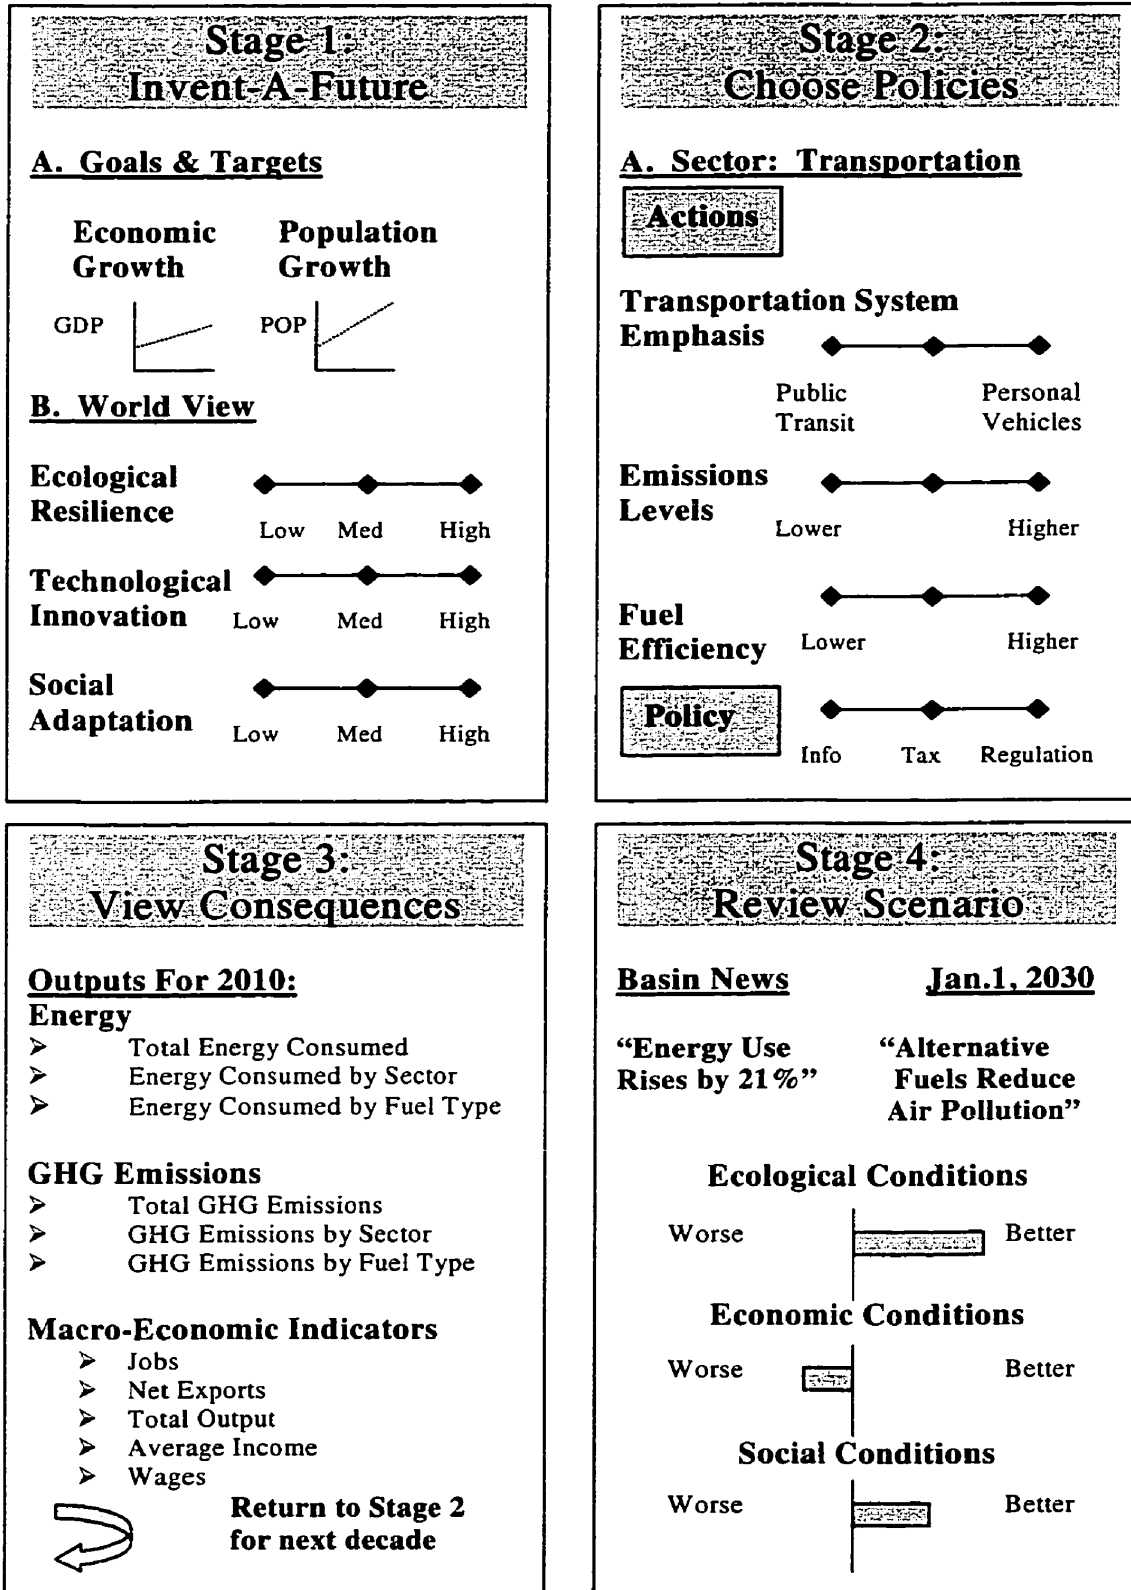 Stage 1:
Invent-A-Future
A. Goals & Targets
Economic
Growth
Population
Growth
GDP
POP
B. World View
Ecological
Resilience
Low Med High
Technological
Innovation
Low Med High
Social
Adaptation
Low Med High
Stage 2:
Choose Policies
A. Sector: Transportation
Actions
Transportation System
Emphasis
Public
Transit
Personal
Vehicles
Emissions
Levels
Lower Higher
Fuel
Efficiency
Lower Higher
Policy
Info Tax Regulation
Stage 3:
View Consequences
Outputs For 2010:
Energy
➤ Total Energy Consumed
➤ Energy Consumed by Sector
➤ Energy Consumed by Fuel Type
GHG Emissions
➤ Total GHG Emissions
➤ GHG Emissions by Sector
➤ GHG Emissions by Fuel Type
Macro-Economic Indicators
➤ Jobs
➤ Net Exports
➤ Total Output
➤ Average Income
➤ Wages
Return to Stage 2
for next decade
Stage 4:
Review Scenario
Basin News Jan.1, 2030
“Energy Use
Rises by 21%”
“Alternative
Fuels Reduce
Air Pollution”
Ecological Conditions
Worse Better
Economic Conditions
Worse Better
Social Conditions
Worse Better